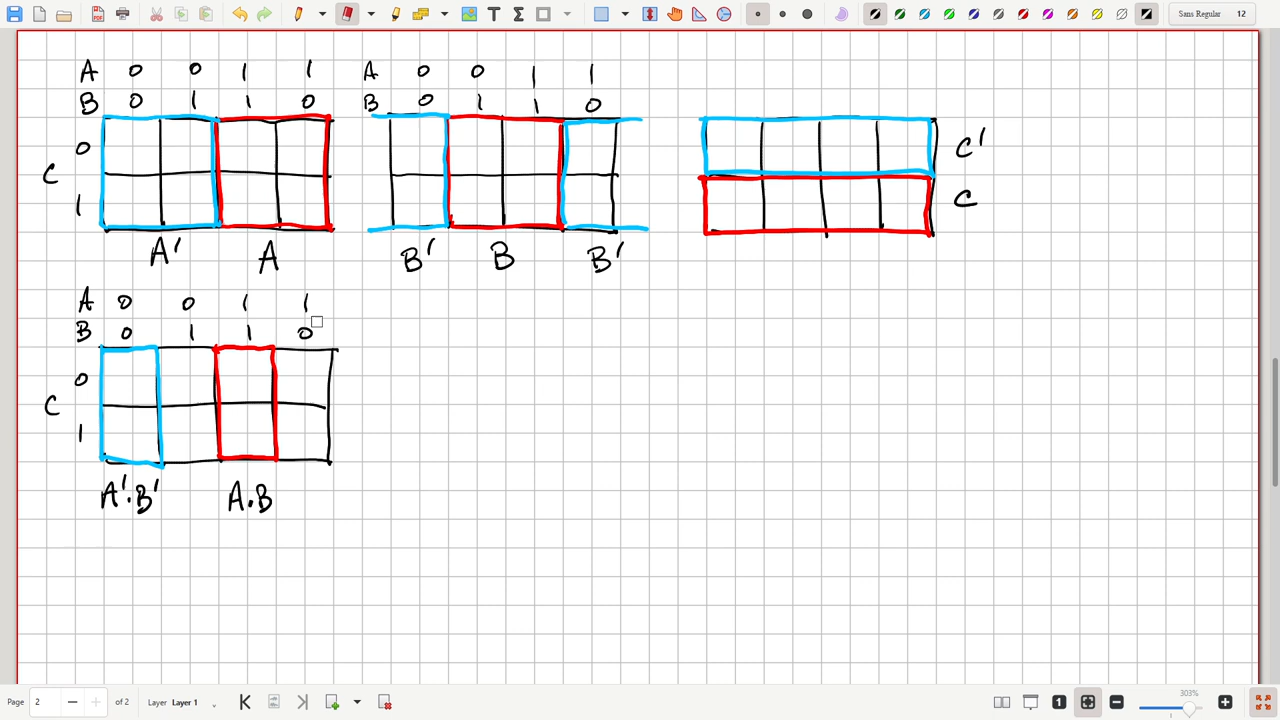 Sans Regular 12
A 0 0 1 1
B 0 1 1 0
0
C
1
A' A
A 0 0 1 1
B 0 1 1 0
B' B B'
C'
C
A 0 0 1 1
B 0 1 1 0
0
C
1
A'·B' A·B
Page 2 of 2 Layer Layer 1
303%